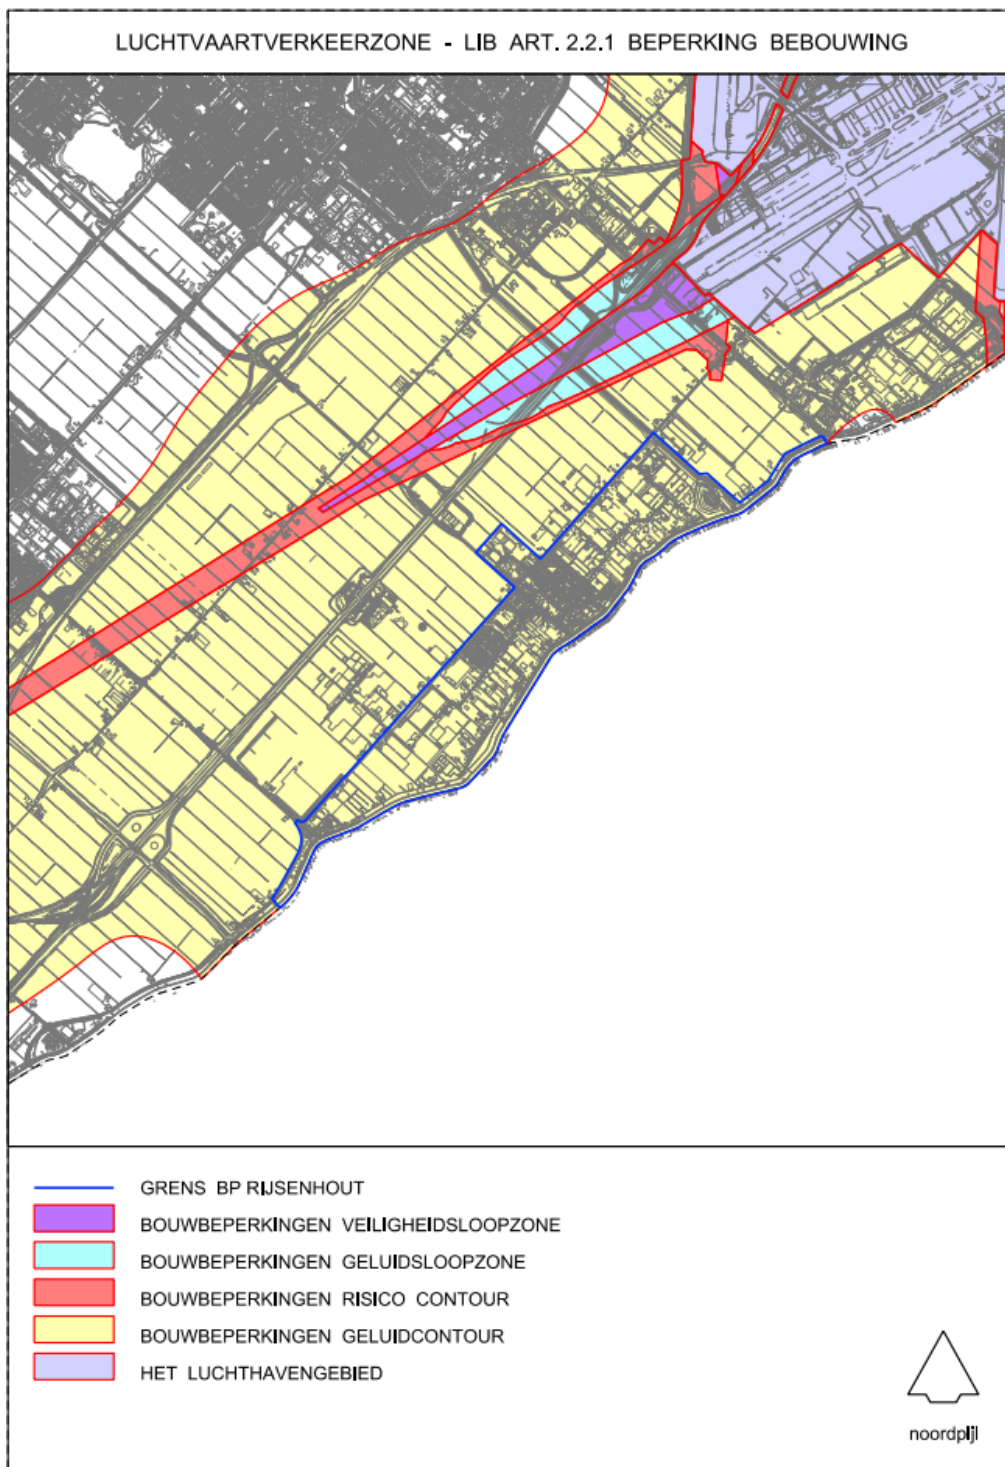 LUCHTVAARTVERKEERZONE - LIB ART. 2.2.1 BEPERKING BEBOUWING
GRENS BP RIJSENHOUT
BOUWBEPERKINGEN VEILIGHEIDSLOOPZONE
BOUWBEPERKINGEN GELUIDSLOOPZONE
BOUWBEPERKINGEN RISICO CONTOUR
BOUWBEPERKINGEN GELUIDCONTOUR
HET LUCHTHAVENGEBIED
noordpijl